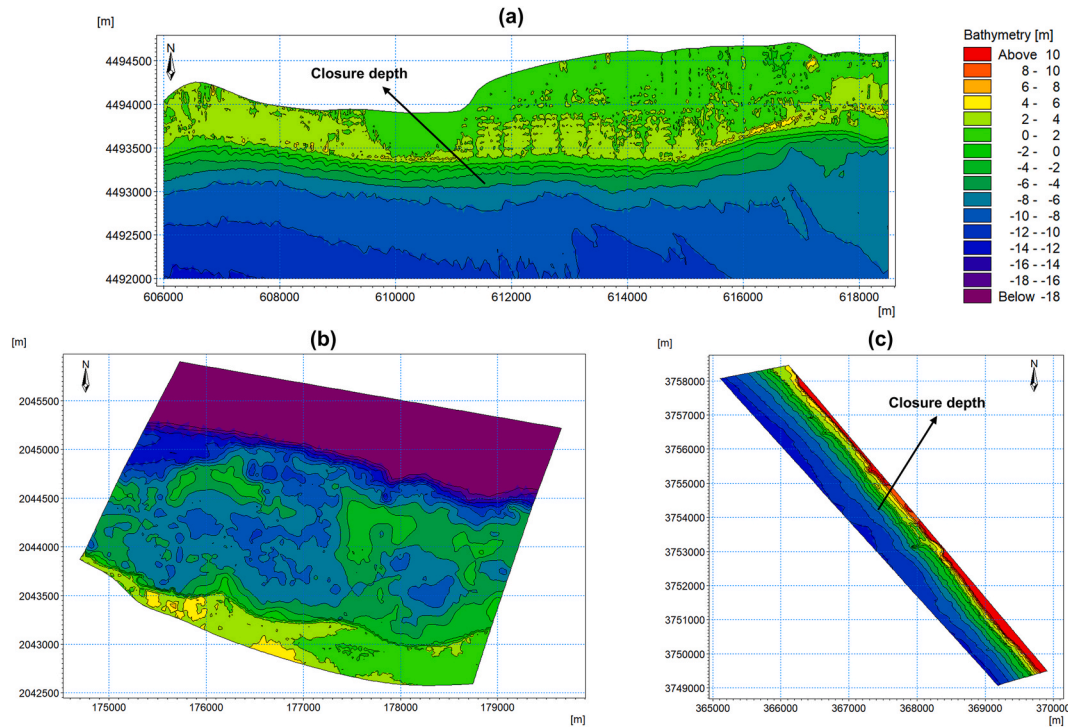 (a)
[m]
N
Closure depth
4494500
4494000
4493500
4493000
4492500
4492000
606000 608000 610000 612000 614000 616000 618000
[m]
Bathymetry [m]
Above 10
8 - 10
6 - 8
4 - 6
2 - 4
0 - 2
-2 - 0
-4 - -2
-6 - -4
-8 - -6
-10 - -8
-12 - -10
-14 - -12
-16 - -14
-18 - -16
Below -18
(b)
[m]
N
2045500
2045000
2044500
2044000
2043500
2043000
2042500
175000 176000 177000 178000 179000
[m]
(c)
[m]
N
Closure depth
3758000
3757000
3756000
3755000
3754000
3753000
3752000
3751000
3750000
3749000
365000 366000 367000 368000 369000 370000
[m]